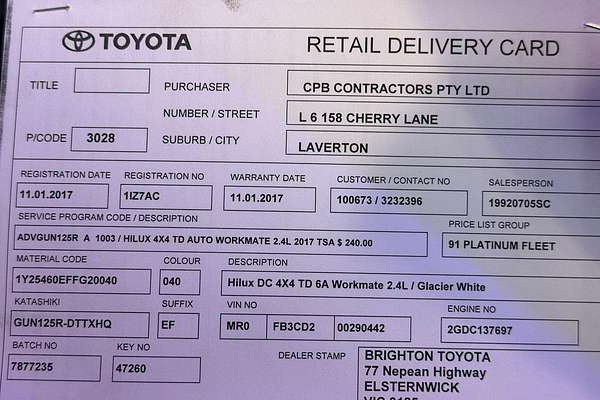 TOYOTA RETAIL DELIVERY CARD
TITLE PURCHASER CPB CONTRACTORS PTY LTD
NUMBER / STREET L 6 158 CHERRY LANE
P/CODE 3028 SUBURB / CITY LAVERTON
REGISTRATION DATE REGISTRATION NO WARRANTY DATE CUSTOMER / CONTACT NO SALESPERSON
11.01.2017 1IZ7AC 11.01.2017 100673 / 3232396 19920705SC
SERVICE PROGRAM CODE / DESCRIPTION PRICE LIST GROUP
ADVGUN125R A 1003 / HILUX 4X4 TD AUTO WORKMATE 2.4L 2017 TSA $ 240.00 91 PLATINUM FLEET
MATERIAL CODE COLOUR DESCRIPTION
1Y25460EFFG20040 040 Hilux DC 4X4 TD 6A Workmate 2.4L / Glacier White
KATASHIKI SUFFIX VIN NO ENGINE NO
GUN125R-DTTXHQ EF MR0 FB3CD2 00290442 2GDC137697
BATCH NO KEY NO DEALER STAMP BRIGHTON TOYOTA
7877235 47260 77 Nepean Highway
ELSTERNWICK